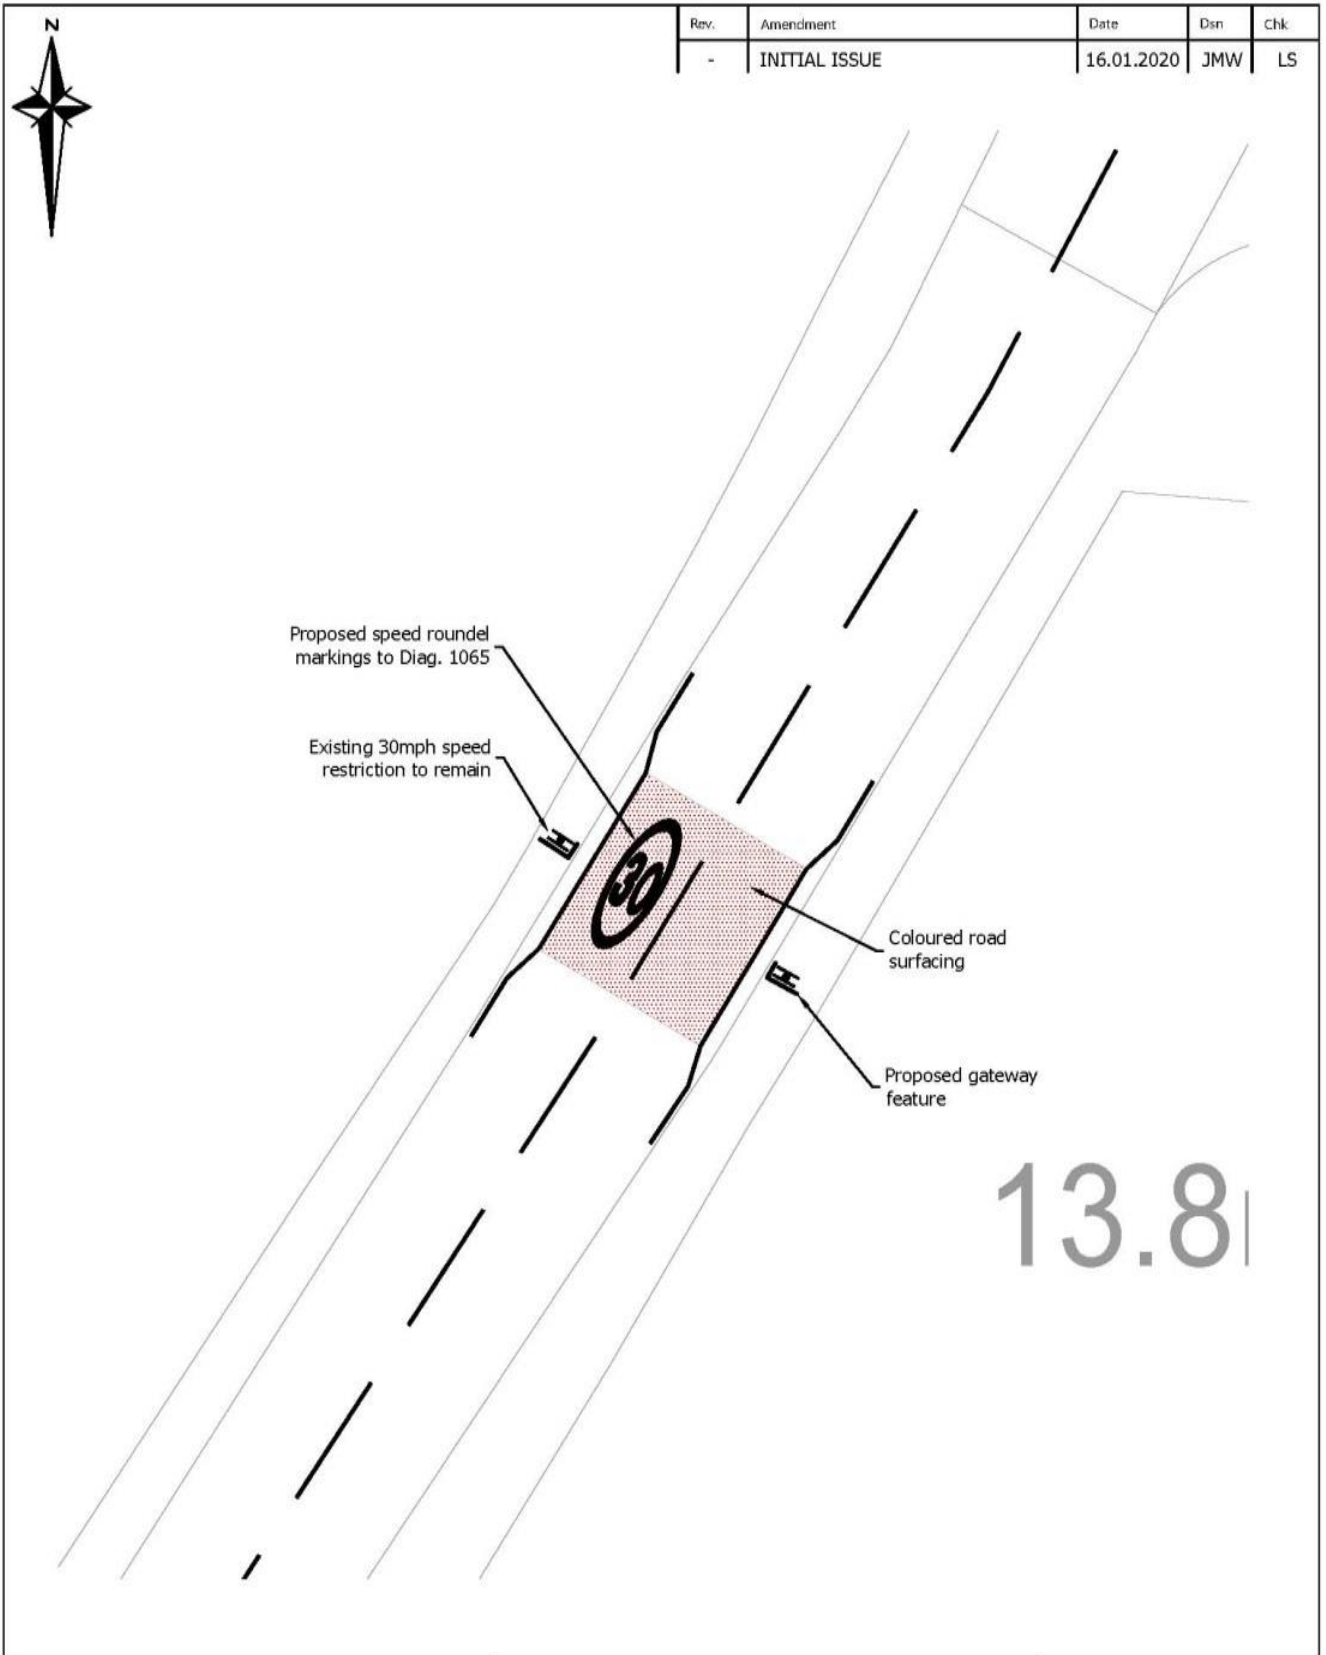 N
Rev. Amendment Date Dsn Chk
- INITIAL ISSUE 16.01.2020 JMW LS
Proposed speed roundel
markings to Diag. 1065
Existing 30mph speed
restriction to remain
30
Coloured road
surfacing
Proposed gateway
feature
13.8